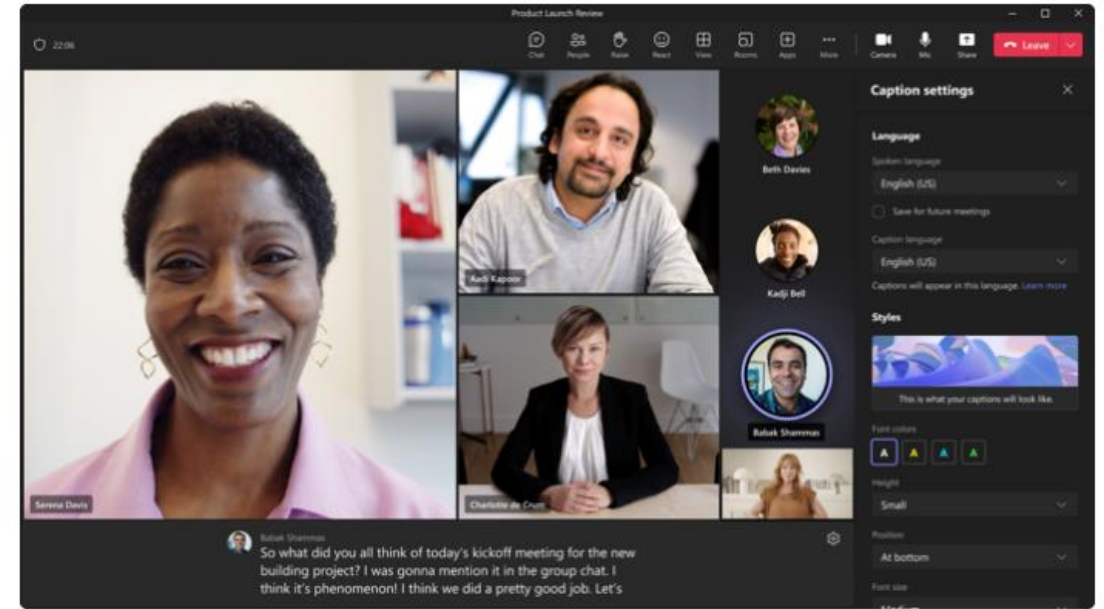 Product Launch Review
22:06
Chat
People
Raise
React
View
Rooms
Apps
More
Camera
Mic
Share
Leave
Serena Davis
Aadi Kapoor
Charlotte de Crum
Beth Davies
Kadji Bell
Babak Shammas
Babak Shammas
So what did you all think of today's kickoff meeting for the new
building project? I was gonna mention it in the group chat. I
think it's phenomenon! I think we did a pretty good job. Let's
Caption settings
Language
Spoken language
English (US)
Save for future meetings
Caption language
English (US)
Captions will appear in this language. Learn more
Styles
This is what your captions will look like.
Font colors
A A A A
Height
Small
Position
At bottom
Font size
Medium